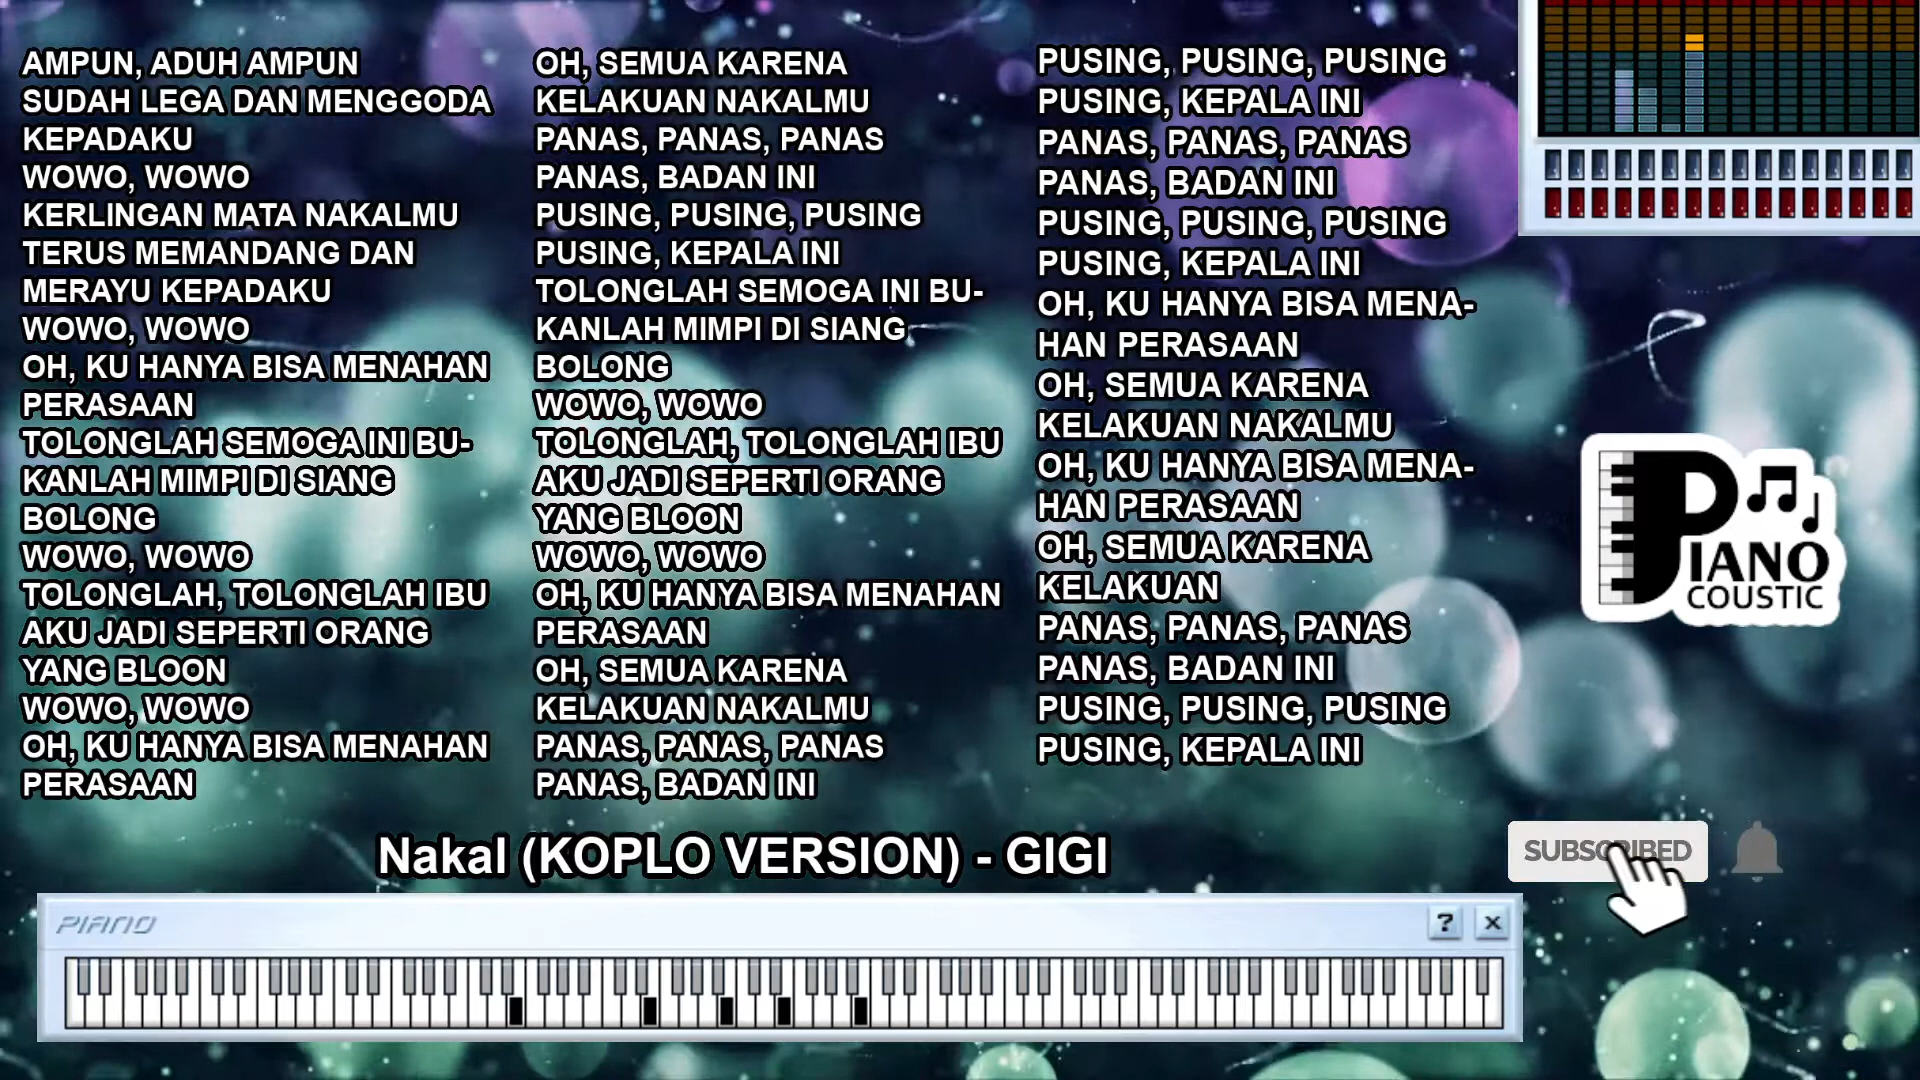 AMPUN, ADUH AMPUN
SUDAH LEGA DAN MENGGODA
KEPADAKU
WOWO, WOWO
KERLINGAN MATA NAKALMU
TERUS MEMANDANG DAN
MERAYU KEPADAKU
WOWO, WOWO
OH, KU HANYA BISA MENAHAN
PERASAAN
TOLONGLAH SEMOGA INI BU-
KANLAH MIMPI DI SIANG
BOLONG
WOWO, WOWO
TOLONGLAH, TOLONGLAH IBU
AKU JADI SEPERTI ORANG
YANG BLOON
WOWO, WOWO
OH, KU HANYA BISA MENAHAN
PERASAAN
OH, SEMUA KARENA
KELAKUAN NAKALMU
PANAS, PANAS, PANAS
PANAS, BADAN INI
PUSING, PUSING, PUSING
PUSING, KEPALA INI
TOLONGLAH SEMOGA INI BU-
KANLAH MIMPI DI SIANG
BOLONG
WOWO, WOWO
TOLONGLAH, TOLONGLAH IBU
AKU JADI SEPERTI ORANG
YANG BLOON
WOWO, WOWO
OH, KU HANYA BISA MENAHAN
PERASAAN
OH, SEMUA KARENA
KELAKUAN NAKALMU
PANAS, PANAS, PANAS
PANAS, BADAN INI
PUSING, PUSING, PUSING
PUSING, KEPALA INI
PANAS, PANAS, PANAS
PANAS, BADAN INI
PUSING, PUSING, PUSING
PUSING, KEPALA INI
OH, KU HANYA BISA MENA-
HAN PERASAAN
OH, SEMUA KARENA
KELAKUAN NAKALMU
OH, KU HANYA BISA MENA-
HAN PERASAAN
OH, SEMUA KARENA
KELAKUAN
PANAS, PANAS, PANAS
PANAS, BADAN INI
PUSING, PUSING, PUSING
PUSING, KEPALA INI
PIANO
COUSTIC
Nakal (KOPLO VERSION) - GIGI
SUBSCRIBED
PIANO
? X